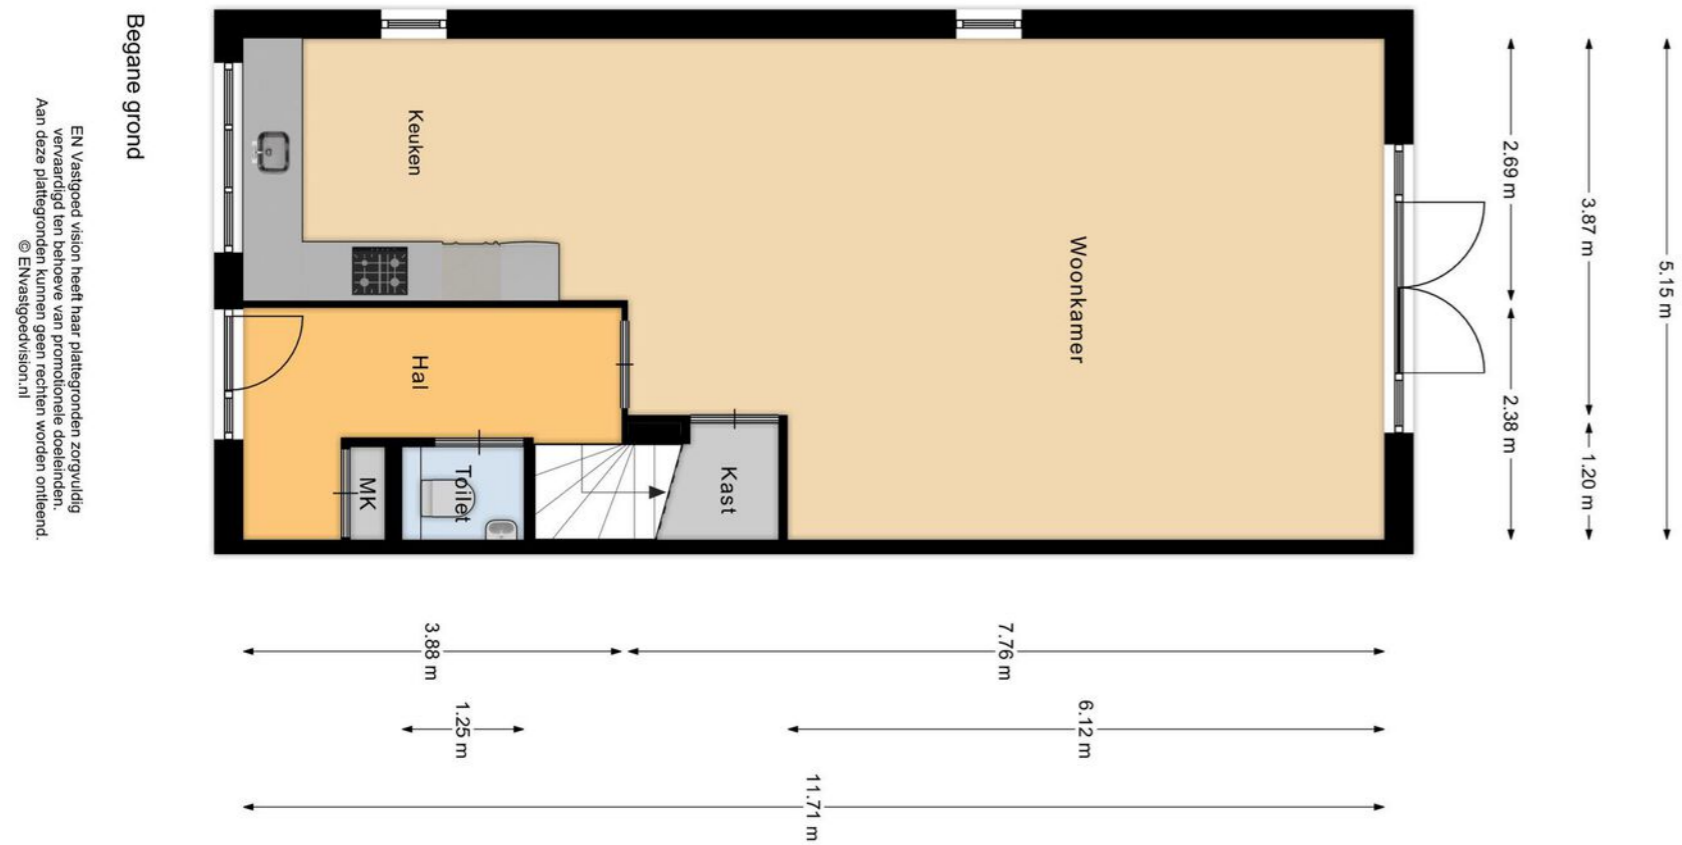 Begane grond
EN Vastgoed vision heeft haar plattegronden zorgvuldig
vervaardigd ten behoeve van promotionele doeleinden.
Aan deze plattegronden kunnen geen rechten worden ontleend.
© ENvastgoedvision.nl
Keuken
Woonkamer
Hal
MK
Toilet
Kast
2.69 m
3.87 m
5.15 m
2.38 m
1.20 m
3.88 m
7.76 m
1.25 m
6.12 m
11.71 m